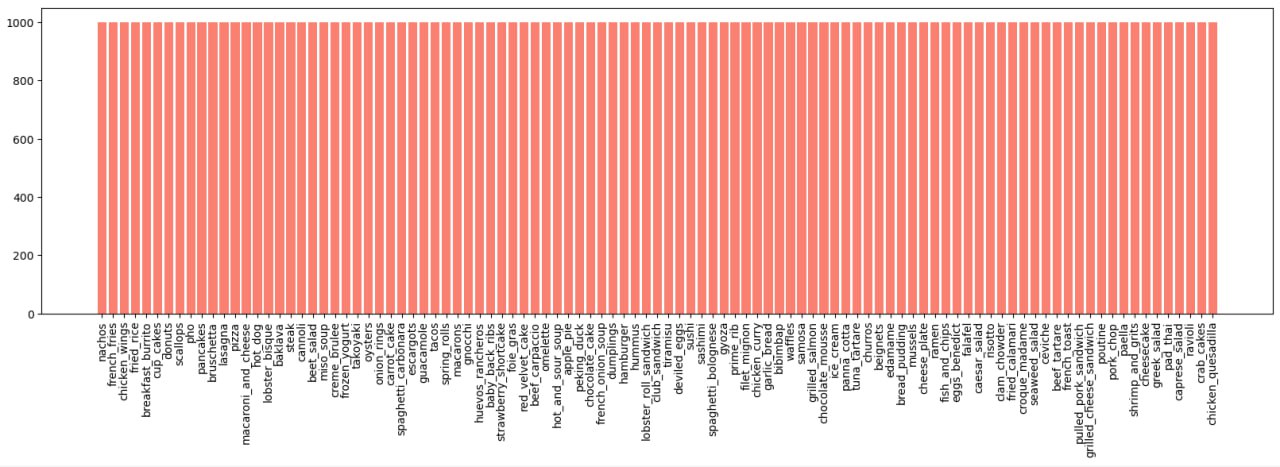 1000
800
600
400
200
0
nachos
french_fries
chicken_wings
fried_rice
breakfast_burrito
cup_cakes
donuts
scallops
pho
pancakes
bruschetta
lasagna
pizza
macaroni_and_cheese
hot_dog
lobster_bisque
baklava
steak
cannoli
beet_salad
miso_soup
creme_brulee
frozen_yogurt
takoyaki
oysters
onion_rings
carrot_cake
spaghetti_carbonara
escargots
guacamole
tacos
spring_rolls
macarons
gnocchi
huevos_rancheros
baby_back_ribs
strawberry_shortcake
foie_gras
red_velvet_cake
beef_carpaccio
omelette
hot_and_sour_soup
apple_pie
peking_duck
chocolate_cake
french_onion_soup
dumplings
hamburger
hummus
lobster_roll_sandwich
club_sandwich
tiramisu
deviled_eggs
sushi
sashimi
spaghetti_bolognese
gyoza
prime_rib
filet_mignon
chicken_curry
garlic_bread
bibimbap
waffles
samosa
grilled_salmon
chocolate_mousse
ice_cream
panna_cotta
tuna_tartare
churros
beignets
edamame
bread_pudding
mussels
cheese_plate
ramen
fish_and_chips
eggs_benedict
falafel
caesar_salad
risotto
clam_chowder
fried_calamari
croque_madame
seaweed_salad
ceviche
beef_tartare
french_toast
pulled_pork_sandwich
grilled_cheese_sandwich
poutine
pork_chop
paella
shrimp_and_grits
cheesecake
greek_salad
pad_thai
caprese_salad
ravioli
crab_cakes
chicken_quesadilla